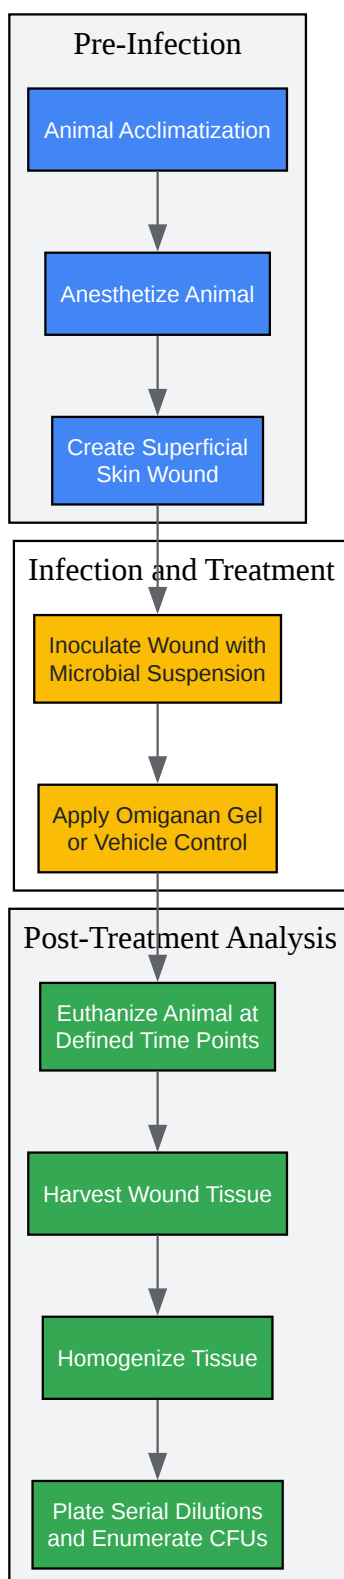 Pre-Infection
Animal Acclimatization
Anesthetize Animal
Create Superficial
Skin Wound
Infection and Treatment
Inoculate Wound with
Microbial Suspension
Apply Omiganan Gel
or Vehicle Control
Post-Treatment Analysis
Euthanize Animal at
Defined Time Points
Harvest Wound Tissue
Homogenize Tissue
Plate Serial Dilutions
and Enumerate CFUs